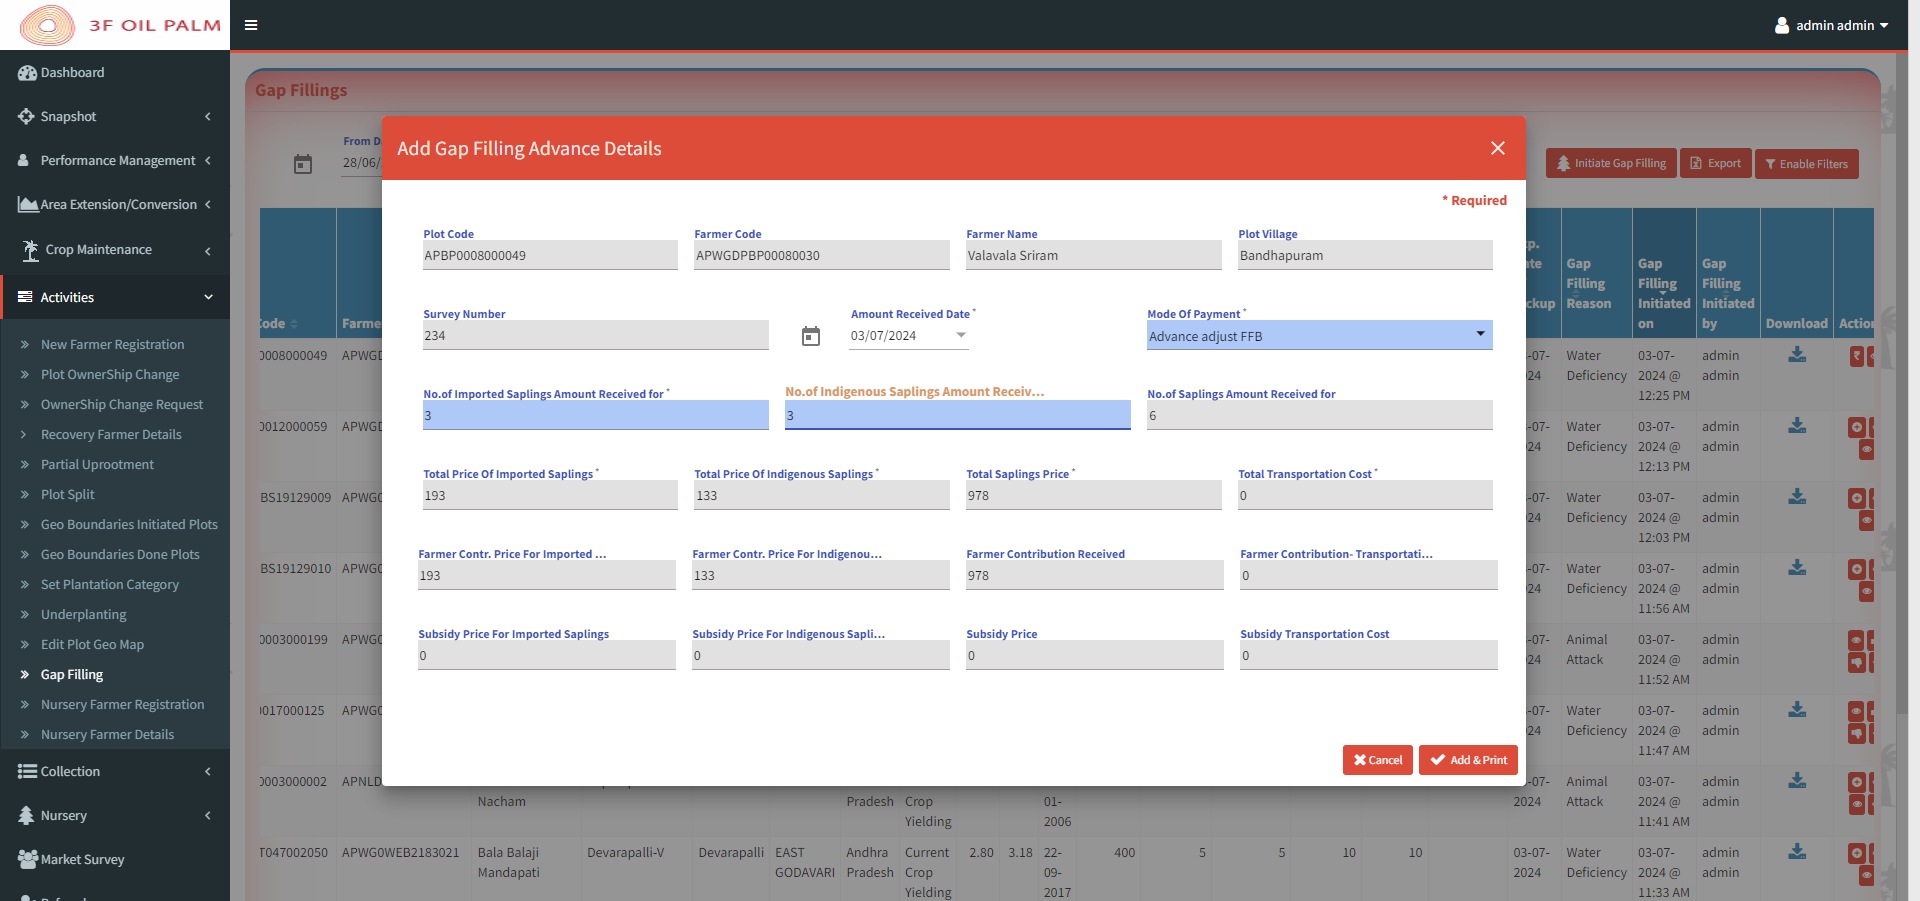 3F OIL PALM
admin admin
Dashboard
Snapshot
Performance Management
Area Extension/Conversion
Crop Maintenance
Activities
New Farmer Registration
Plot OwnerShip Change
OwnerShip Change Request
Recovery Farmer Details
Partial Uprootment
Plot Split
Geo Boundaries Initiated Plots
Geo Boundaries Done Plots
Set Plantation Category
Underplanting
Edit Plot Geo Map
Gap Filling
Nursery Farmer Registration
Nursery Farmer Details
Collection
Nursery
Market Survey
Gap Fillings
From D
28/06/
Initiate Gap Filling
Export
Enable Filters
Add Gap Filling Advance Details
* Required
Plot Code
APBP0008000049
Farmer Code
APWGDPBP00080030
Farmer Name
Valavala Sriram
Plot Village
Bandhapuram
Survey Number
234
Amount Received Date *
03/07/2024
Mode Of Payment *
Advance adjust FFB
No.of Imported Saplings Amount Received for *
3
No.of Indigenous Saplings Amount Receiv...
3
No.of Saplings Amount Received for
6
Total Price Of Imported Saplings *
193
Total Price Of Indigenous Saplings *
133
Total Saplings Price *
978
Total Transportation Cost *
0
Farmer Contr. Price For Imported ...
193
Farmer Contr. Price For Indigenou...
133
Farmer Contribution Received
978
Farmer Contribution- Transportati...
0
Subsidy Price For Imported Saplings
0
Subsidy Price For Indigenous Sapli...
0
Subsidy Price
0
Subsidy Transportation Cost
0
Cancel
Add & Print
Code
Farme
ckup
Gap
Filling
Reason
Gap
Filling
Initiated
on
Gap
Filling
Initiated
by
Download
Action
0008000049 APWGD
-07-
24
Water
Deficiency
03-07-
2024 @
12:25 PM
admin
admin
0012000059 APWGD
-07-
24
Water
Deficiency
03-07-
2024 @
12:13 PM
admin
admin
BS19129009 APWG
-07-
24
Water
Deficiency
03-07-
2024 @
12:03 PM
admin
admin
BS19129010 APWG
-07-
24
Water
Deficiency
03-07-
2024 @
11:56 AM
admin
admin
0003000199 APWG
-07-
24
Animal
Attack
03-07-
2024 @
11:52 AM
admin
admin
0017000125 APWG
-07-
24
Water
Deficiency
03-07-
2024 @
11:47 AM
admin
admin
0003000002 APNLD
Nacham
Pradesh
Crop
Yielding
01-
2006
-07-
2024
Animal
Attack
03-07-
2024 @
11:41 AM
admin
admin
T047002050 APWG0WEB2183021
Bala Balaji
Mandapati
Devarapalli-V
Devarapalli
EAST
GODAVARI
Andhra
Pradesh
Current
Crop
Yielding
2.80
3.18
22-
09-
2017
400
5
5
10
10
03-07-
2024
Water
Deficiency
03-07-
2024 @
11:33 AM
admin
admin